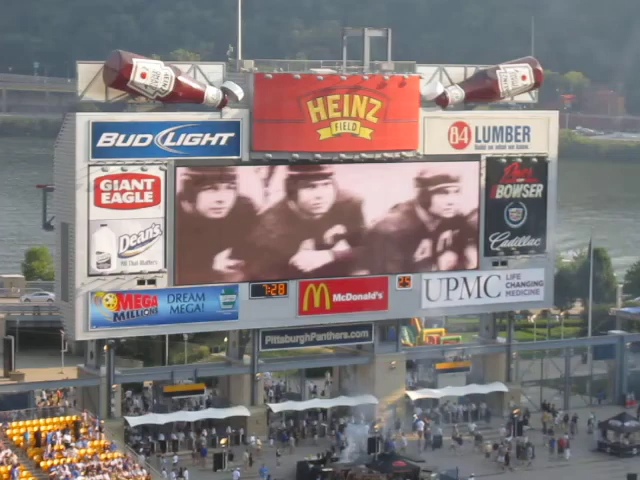 HEINZ
FIELD
BUD LIGHT
84 LUMBER
GIANT
EAGLE
Dean's
BOWSER
Cadillac
MEGA
MILLIONS
DREAM
MEGA!
7:28
McDonald's
UPMC
LIFE
CHANGING
MEDICINE
PittsburghPanthers.com